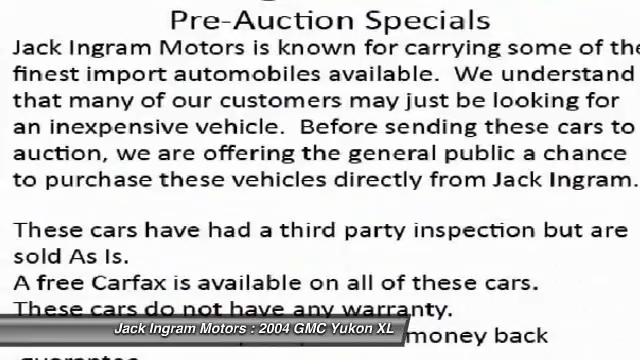 Pre-Auction Specials
Jack Ingram Motors is known for carrying some of the
finest import automobiles available. We understand
that many of our customers may just be looking for
an inexpensive vehicle. Before sending these cars to
auction, we are offering the general public a chance
to purchase these vehicles directly from Jack Ingram.
These cars have had a third party inspection but are
sold As Is.
A free Carfax is available on all of these cars.
These cars do not have any warranty.
Jack Ingram Motors : 2004 GMC Yukon XL
money back